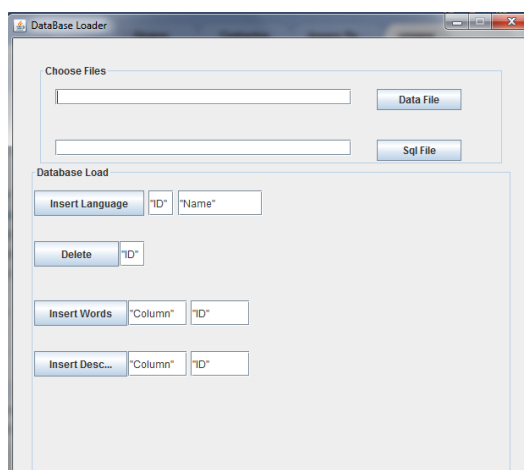 DataBase Loader
Choose Files
Data File
Sql File
Database Load
Insert Language "ID" "Name"
Delete "ID"
Insert Words "Column" "ID"
Insert Desc... "Column" "ID"